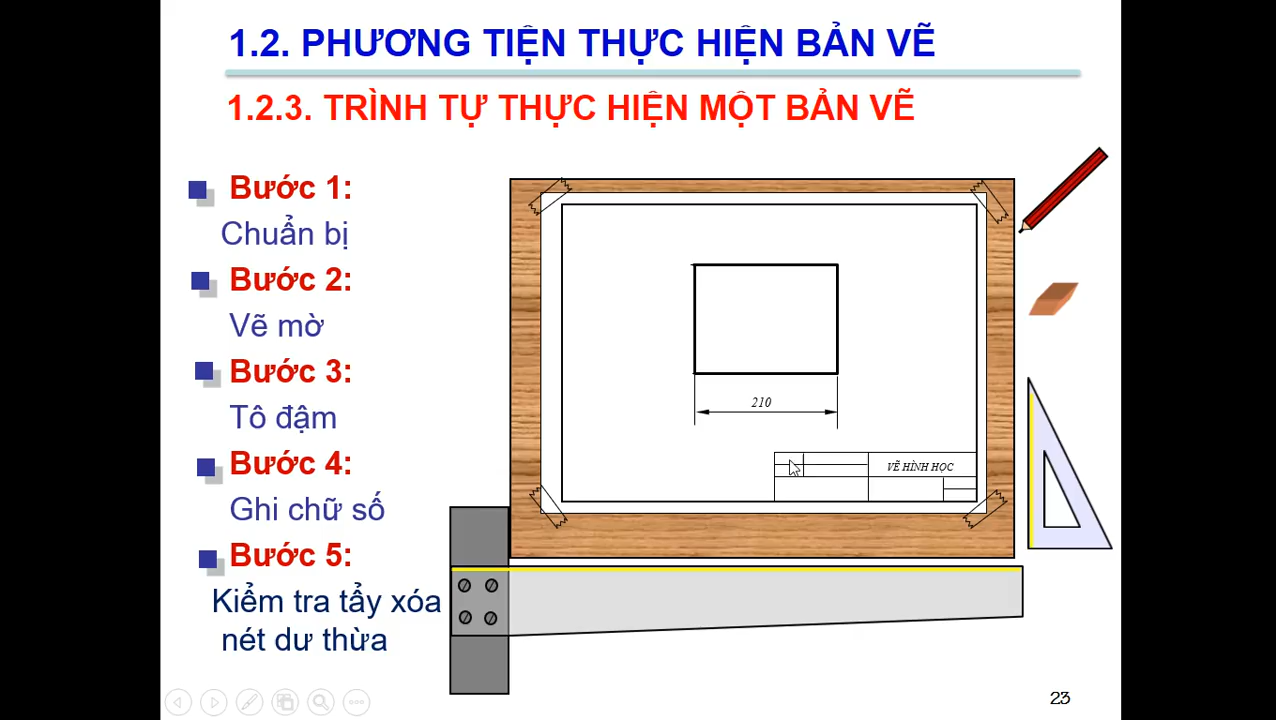 1.2. PHƯƠNG TIỆN THỰC HIỆN BẢN VẼ
1.2.3. TRÌNH TỰ THỰC HIỆN MỘT BẢN VẼ
Bước 1:
Chuẩn bị
Bước 2:
Vẽ mờ
Bước 3:
Tô đậm
Bước 4:
Ghi chữ số
Bước 5:
Kiểm tra tẩy xóa
nét dư thừa
210
VẼ HÌNH HỌC
23